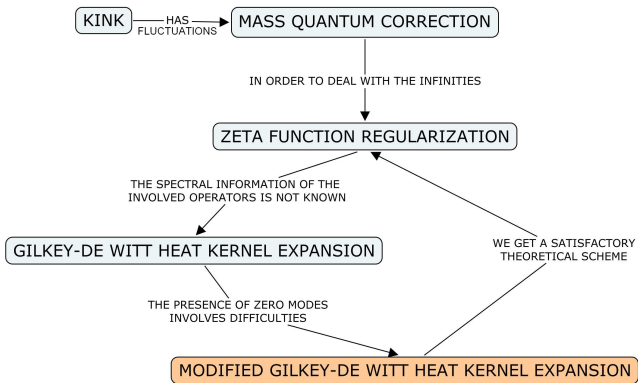 KINK
HAS
FLUCTUATIONS
MASS QUANTUM CORRECTION
IN ORDER TO DEAL WITH THE INFINITIES
ZETA FUNCTION REGULARIZATION
THE SPECTRAL INFORMATION OF THE
INVOLVED OPERATORS IS NOT KNOWN
GILKEY-DE WITT HEAT KERNEL EXPANSION
WE GET A SATISFACTORY
THEORETICAL SCHEME
THE PRESENCE OF ZERO MODES
INVOLVES DIFFICULTIES
MODIFIED GILKEY-DE WITT HEAT KERNEL EXPANSION